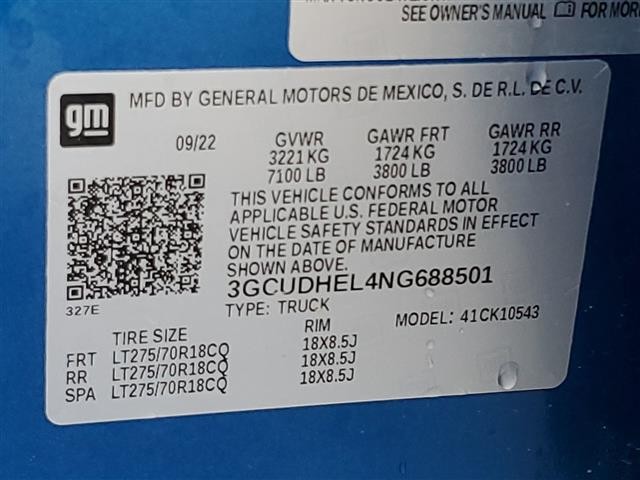 SEE OWNER'S MANUAL FOR MOR
gm
MFD BY GENERAL MOTORS DE MEXICO, S. DE R.L. DE C.V.
09/22 GVWR GAWR FRT GAWR RR
3221 KG 1724 KG 1724 KG
7100 LB 3800 LB 3800 LB
THIS VEHICLE CONFORMS TO ALL
APPLICABLE U.S. FEDERAL MOTOR
VEHICLE SAFETY STANDARDS IN EFFECT
ON THE DATE OF MANUFACTURE
SHOWN ABOVE.
3GCUDHEL4NG688501
327E
TYPE: TRUCK MODEL: 41CK10543
TIRE SIZE RIM
FRT LT275/70R18CQ 18X8.5J
RR LT275/70R18CQ 18X8.5J
SPA LT275/70R18CQ 18X8.5J